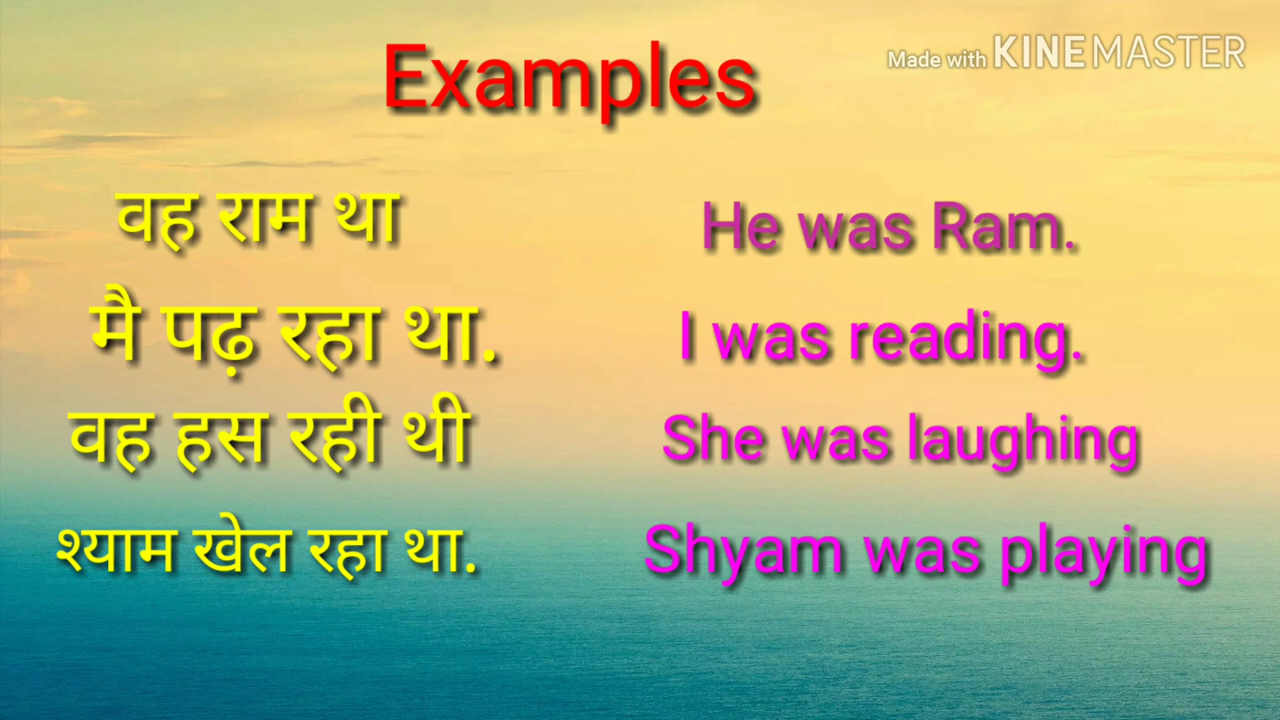 Examples
Made with KINEMASTER
वह राम था He was Ram.
मै पढ़ रहा था. I was reading.
वह हस रही थी She was laughing
श्याम खेल रहा था. Shyam was playing